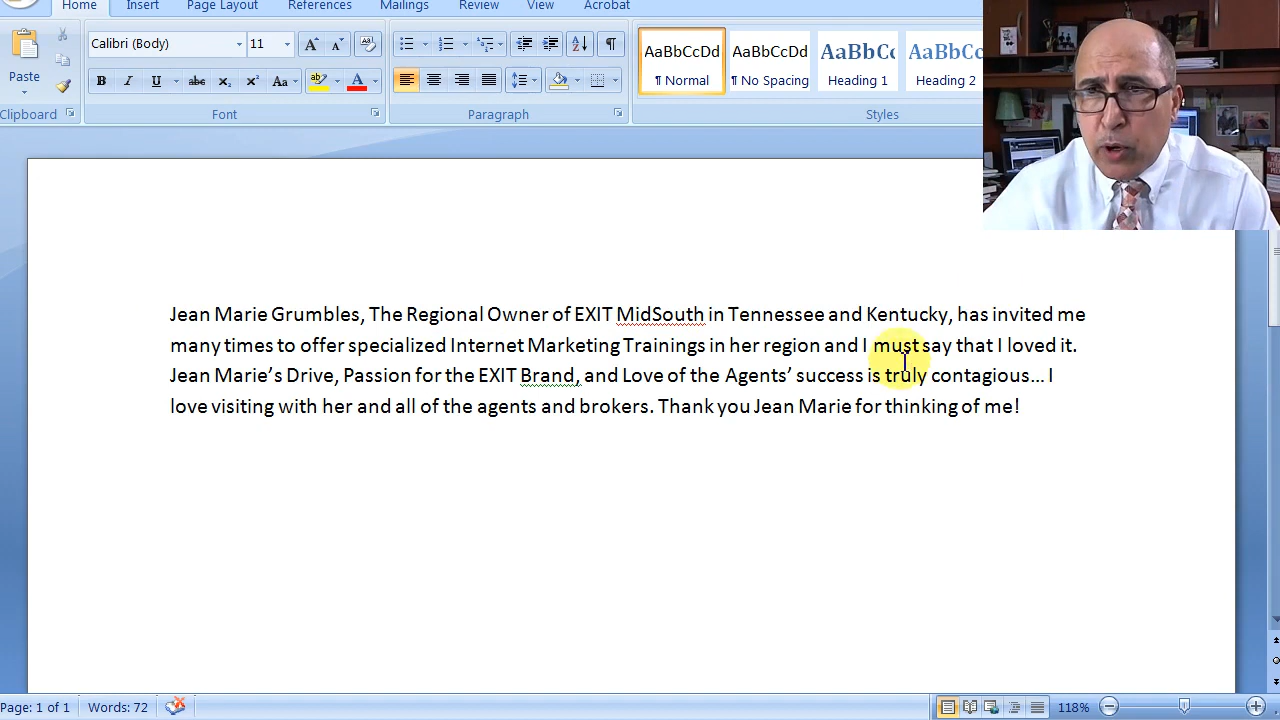 Home Insert Page Layout References Mailings Review View Acrobat
Calibri (Body) 11
AaBbCcDd AaBbCcDd AaBbCc AaBbCc
Paste
B I U abc X₂ X² Aa ab A
¶ Normal ¶ No Spacing Heading 1 Heading 2
Clipboard Font Paragraph Styles
Jean Marie Grumbles, The Regional Owner of EXIT MidSouth in Tennessee and Kentucky, has invited me
many times to offer specialized Internet Marketing Trainings in her region and I must say that I loved it.
Jean Marie’s Drive, Passion for the EXIT Brand, and Love of the Agents’ success is truly contagious... I
love visiting with her and all of the agents and brokers. Thank you Jean Marie for thinking of me!
Page: 1 of 1 Words: 72 118%